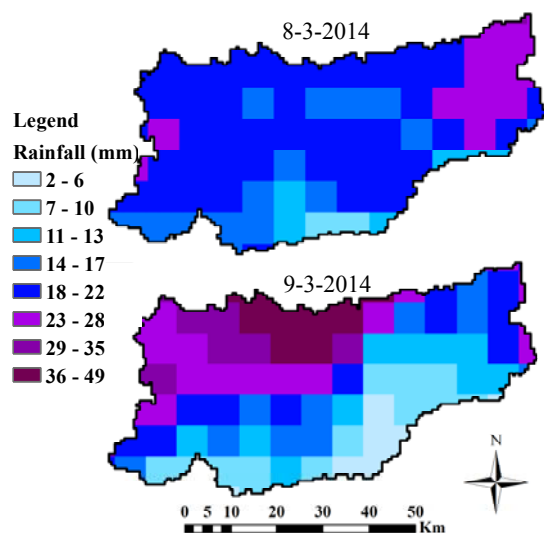 8-3-2014
Legend
Rainfall (mm)
2 - 6
7 - 10
11 - 13
14 - 17
18 - 22
23 - 28
29 - 35
36 - 49
9-3-2014
N
0 5 10 20 30 40 50
Km